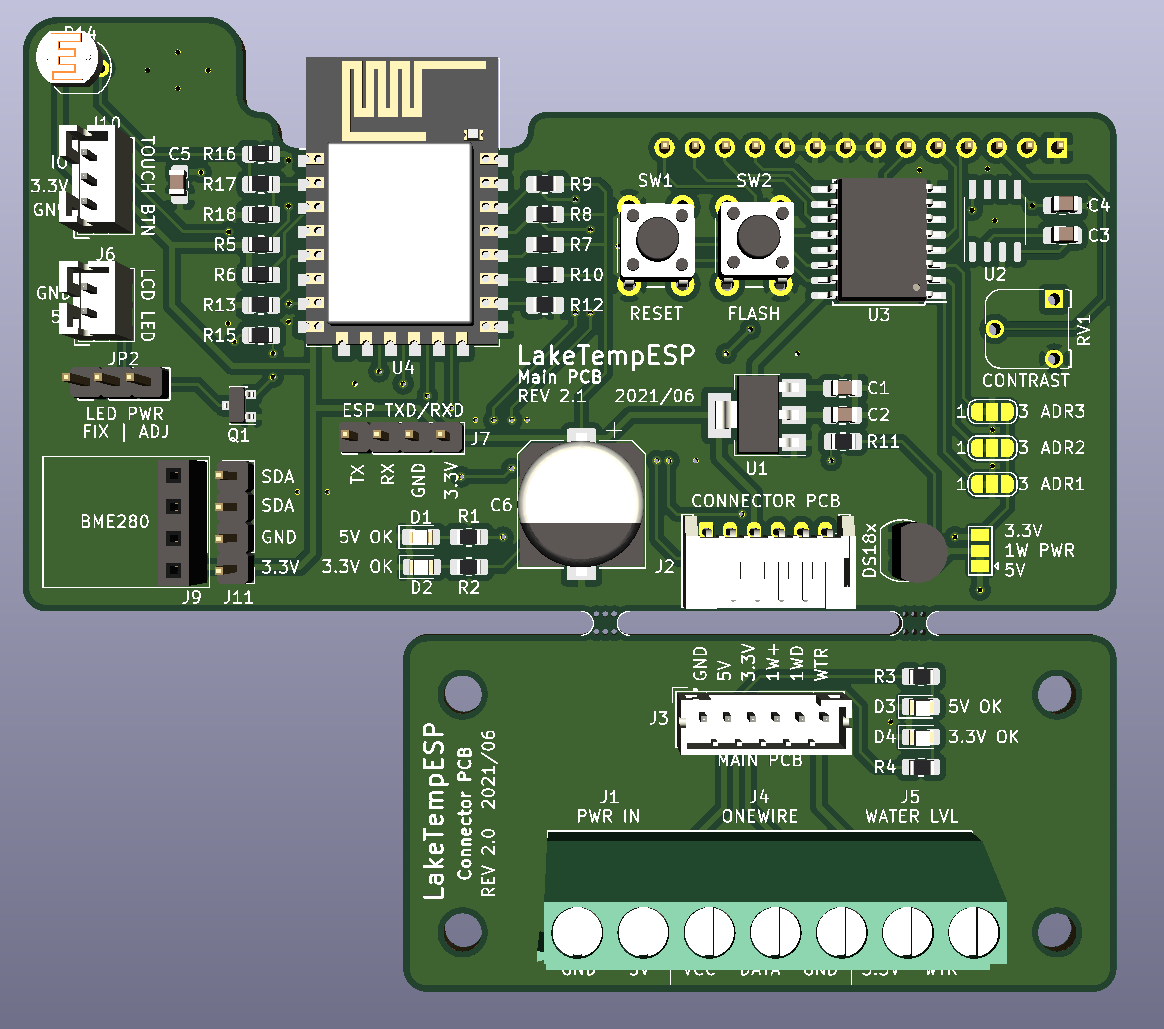 R14
J10
TOUCH BTN
3.3V
GND
C5
R16
R17
R18
R5
R6
R13
R15
J6
LCD LED
GND
JP2
LED PWR
FIX | ADJ
Q1
U4
R9
R8
R7
R10
R12
SW1
SW2
RESET
FLASH
U3
U2
C4
C3
RV1
CONTRAST
LakeTempESP
Main PCB
REV 2.1
2021/06
ESP TXD/RXD
J7
TX
RX
GND
3.3V
C1
C2
R11
U1
1
3 ADR3
1
3 ADR2
1
3 ADR1
BME280
J9
SDA
SDA
GND
3.3V
J11
D1
5V OK
3.3V OK
D2
R1
R2
C6
+
CONNECTOR PCB
J2
DS18x
3.3V
1W PWR
5V
GND
5V
3.3V
1W+
1WD
WTR
J3
MAIN PCB
R3
D3
5V OK
D4
3.3V OK
R4
LakeTempESP
Connector PCB
REV 2.0 2021/06
J1
PWR IN
J4
ONEWIRE
J5
WATER LVL
GND
5V
VCC
DATA
GND
3.3V
WTR